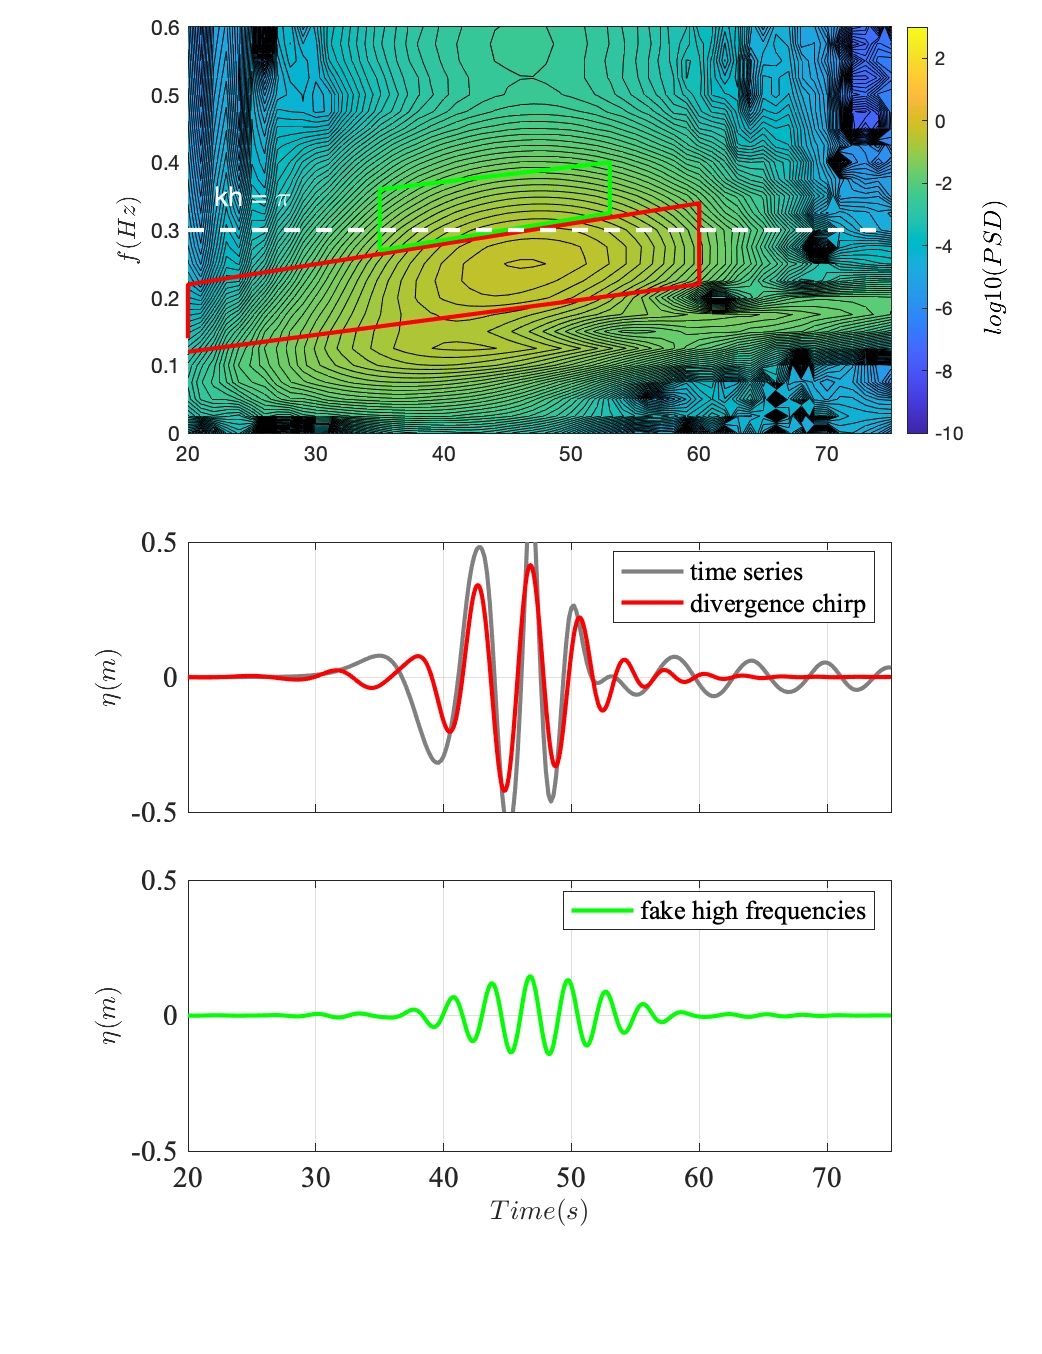 0.6
0.5
0.4
0.3
0.2
0.1
0
f(Hz)
kh = π
20 30 40 50 60 70
2
0
-2
-4
-6
-8
-10
log10(PSD)
0.5
0
-0.5
η(m)
time series
divergence chirp
0.5
0
-0.5
η(m)
fake high frequencies
20 30 40 50 60 70
Time(s)